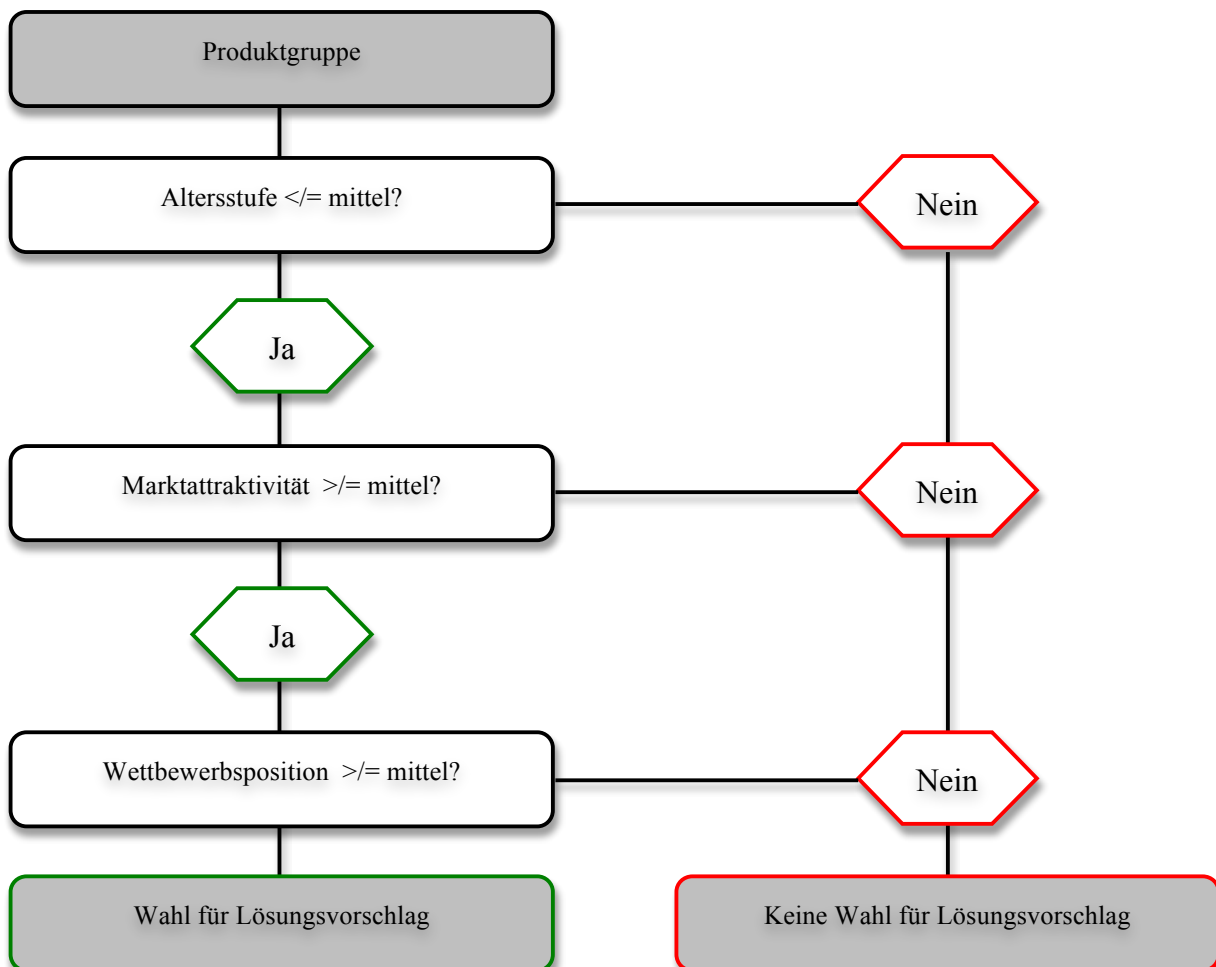 Produktgruppe
Altersstufe </= mittel?
Nein
Ja
Marktattraktivität >/= mittel?
Nein
Ja
Wettbewerbsposition >/= mittel?
Nein
Wahl für Lösungsvorschlag
Keine Wahl für Lösungsvorschlag